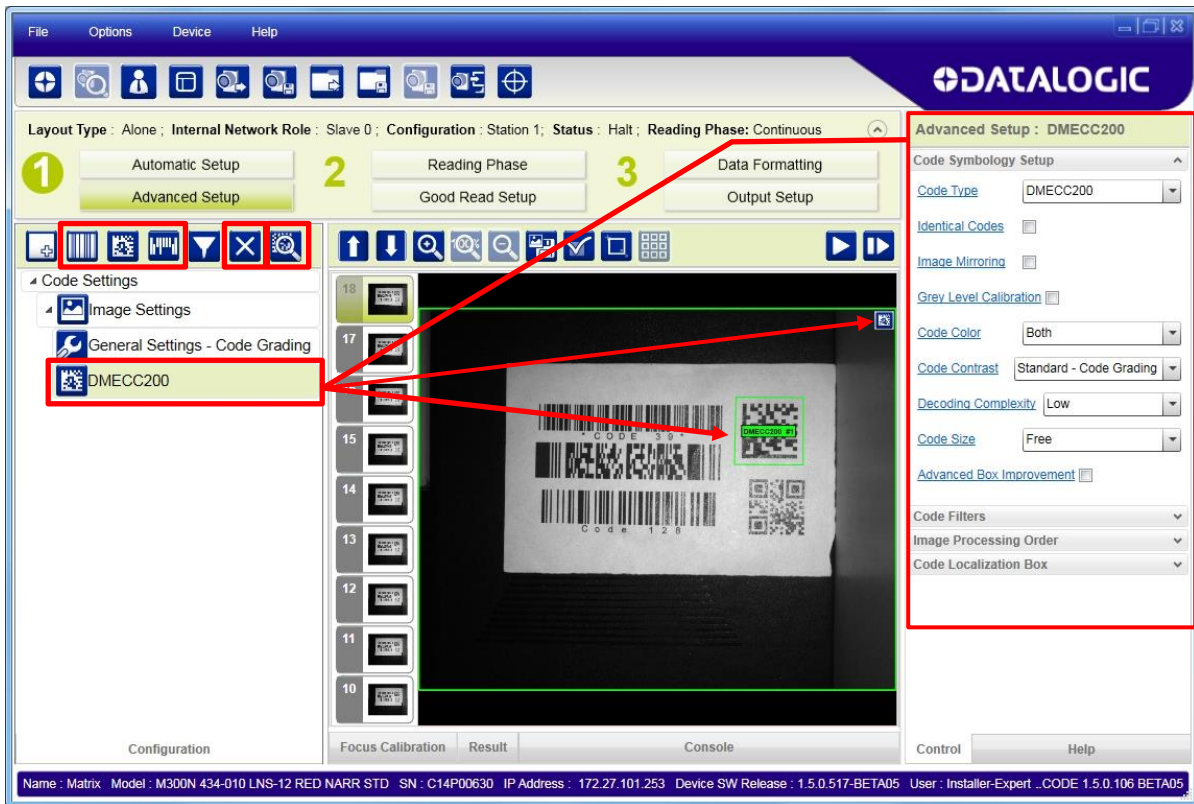 File Options Device Help
DATALOGIC
Layout Type : Alone ; Internal Network Role : Slave 0 ; Configuration : Station 1; Status : Halt ; Reading Phase: Continuous
1 Automatic Setup 2 Reading Phase 3 Data Formatting
Advanced Setup Good Read Setup Output Setup
Code Settings
Image Settings
General Settings - Code Grading
DMECC200
100%
18
17
15
14
13
12
11
10
* CODE 39 *
DMECC200 #1
Code 128
Advanced Setup : DMECC200
Code Symbology Setup
Code Type DMECC200
Identical Codes
Image Mirroring
Grey Level Calibration
Code Color Both
Code Contrast Standard - Code Grading
Decoding Complexity Low
Code Size Free
Advanced Box Improvement
Code Filters
Image Processing Order
Code Localization Box
Configuration Focus Calibration Result Console Control Help
Name : Matrix Model : M300N 434-010 LNS-12 RED NARR STD SN : C14P00630 IP Address : 172.27.101.253 Device SW Release : 1.5.0.517-BETA05 User : Installer-Expert ..CODE 1.5.0.106 BETA05